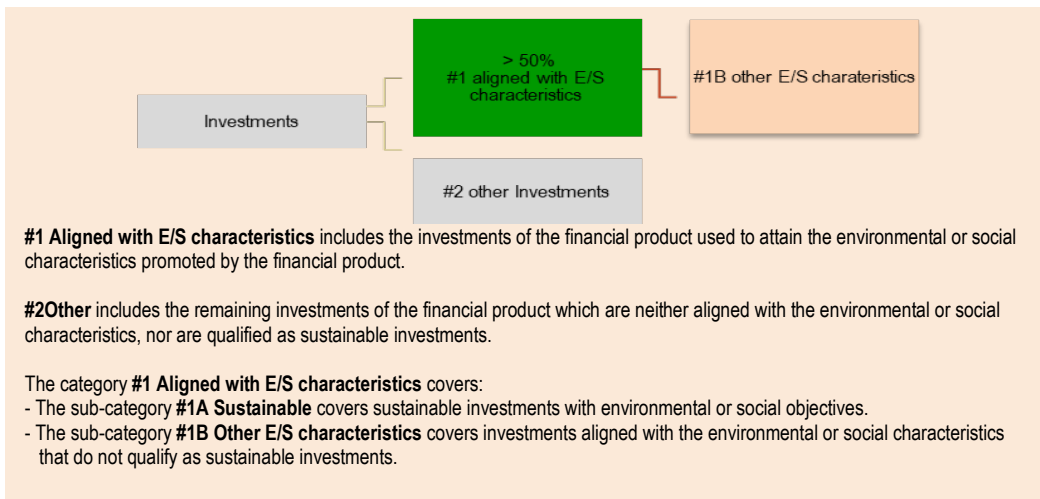 > 50%
#1 aligned with E/S
characteristics
#1B other E/S charateristics
Investments
#2 other Investments
#1 Aligned with E/S characteristics includes the investments of the financial product used to attain the environmental or social
characteristics promoted by the financial product.
#2Other includes the remaining investments of the financial product which are neither aligned with the environmental or social
characteristics, nor are qualified as sustainable investments.
The category #1 Aligned with E/S characteristics covers:
- The sub-category #1A Sustainable covers sustainable investments with environmental or social objectives.
- The sub-category #1B Other E/S characteristics covers investments aligned with the environmental or social characteristics
that do not qualify as sustainable investments.